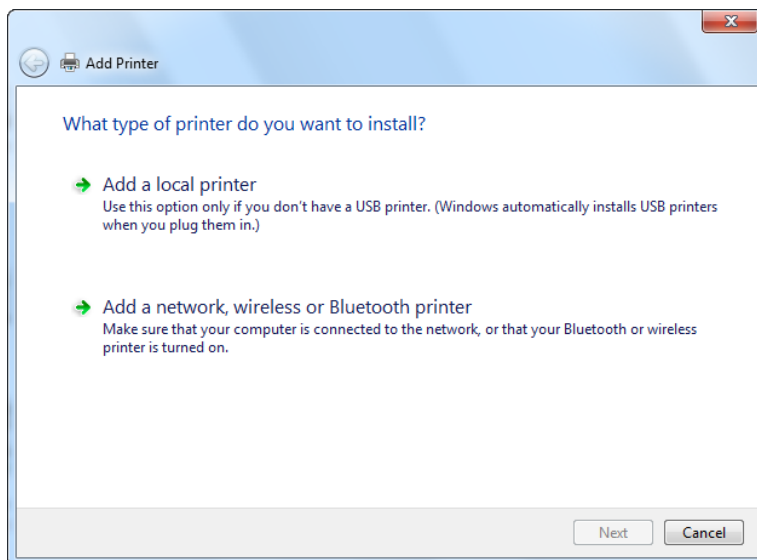 Add Printer
What type of printer do you want to install?
Add a local printer
Use this option only if you don't have a USB printer. (Windows automatically installs USB printers
when you plug them in.)
Add a network, wireless or Bluetooth printer
Make sure that your computer is connected to the network, or that your Bluetooth or wireless
printer is turned on.
Next Cancel